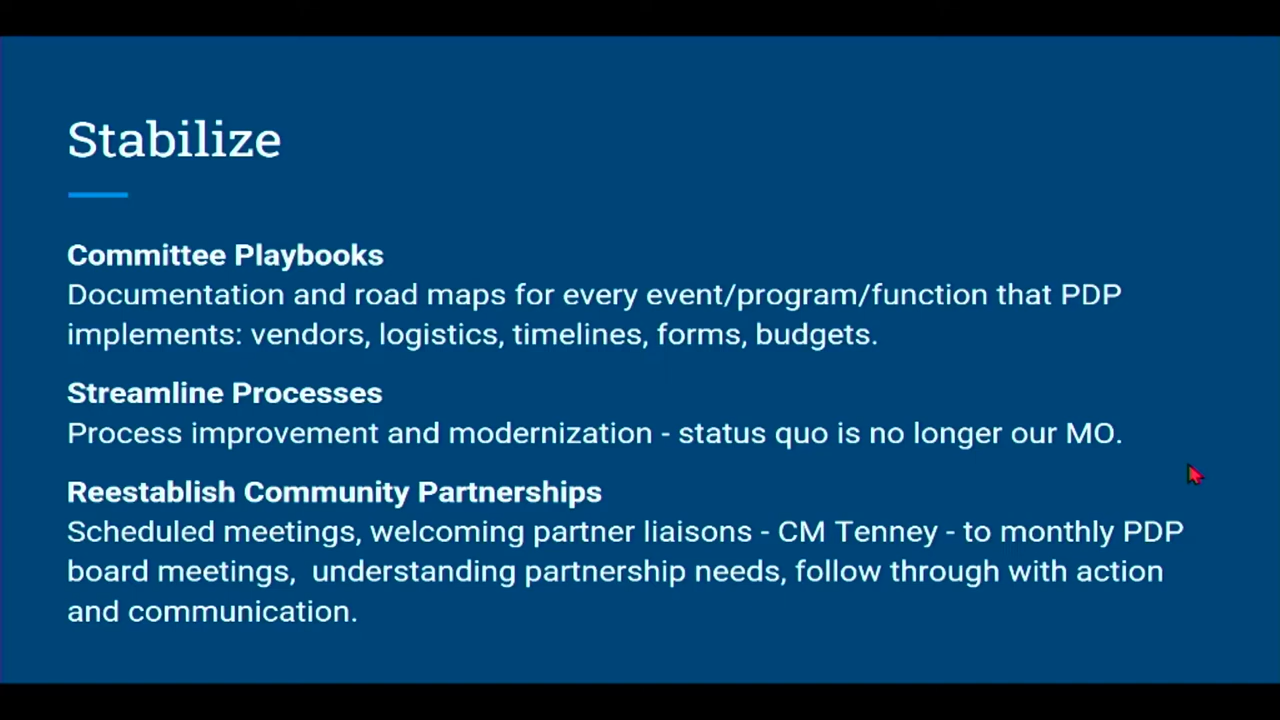 Stabilize
Committee Playbooks
Documentation and road maps for every event/program/function that PDP
implements: vendors, logistics, timelines, forms, budgets.
Streamline Processes
Process improvement and modernization - status quo is no longer our MO.
Reestablish Community Partnerships
Scheduled meetings, welcoming partner liaisons - CM Tenney - to monthly PDP
board meetings,  understanding partnership needs, follow through with action
and communication.